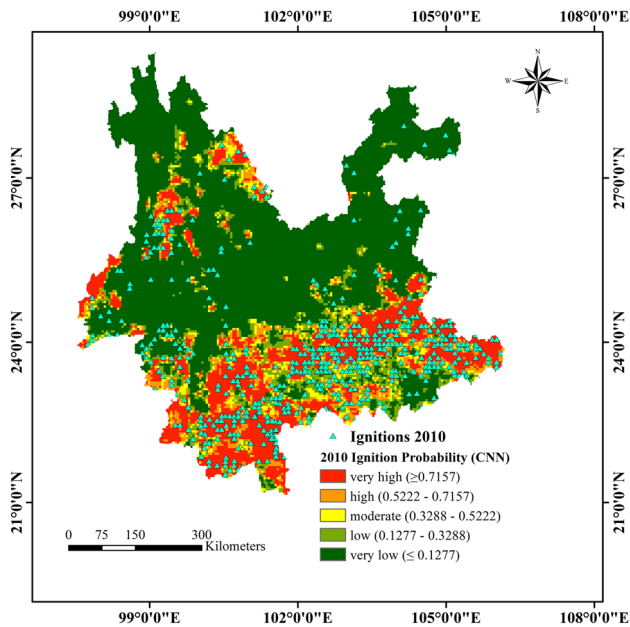 99°0'0"E 102°0'0"E 105°0'0"E 108°0'0"E
27°0'0"N
24°0'0"N
21°0'0"N
N
W E
S
27°0'0"N
24°0'0"N
21°0'0"N
Ignitions 2010
2010 Ignition Probability (CNN)
very high (≥0.7157)
high (0.5222 - 0.7157)
moderate (0.3288 - 0.5222)
low (0.1277 - 0.3288)
very low (≤ 0.1277)
0 75 150 300
Kilometers
99°0'0"E 102°0'0"E 105°0'0"E 108°0'0"E